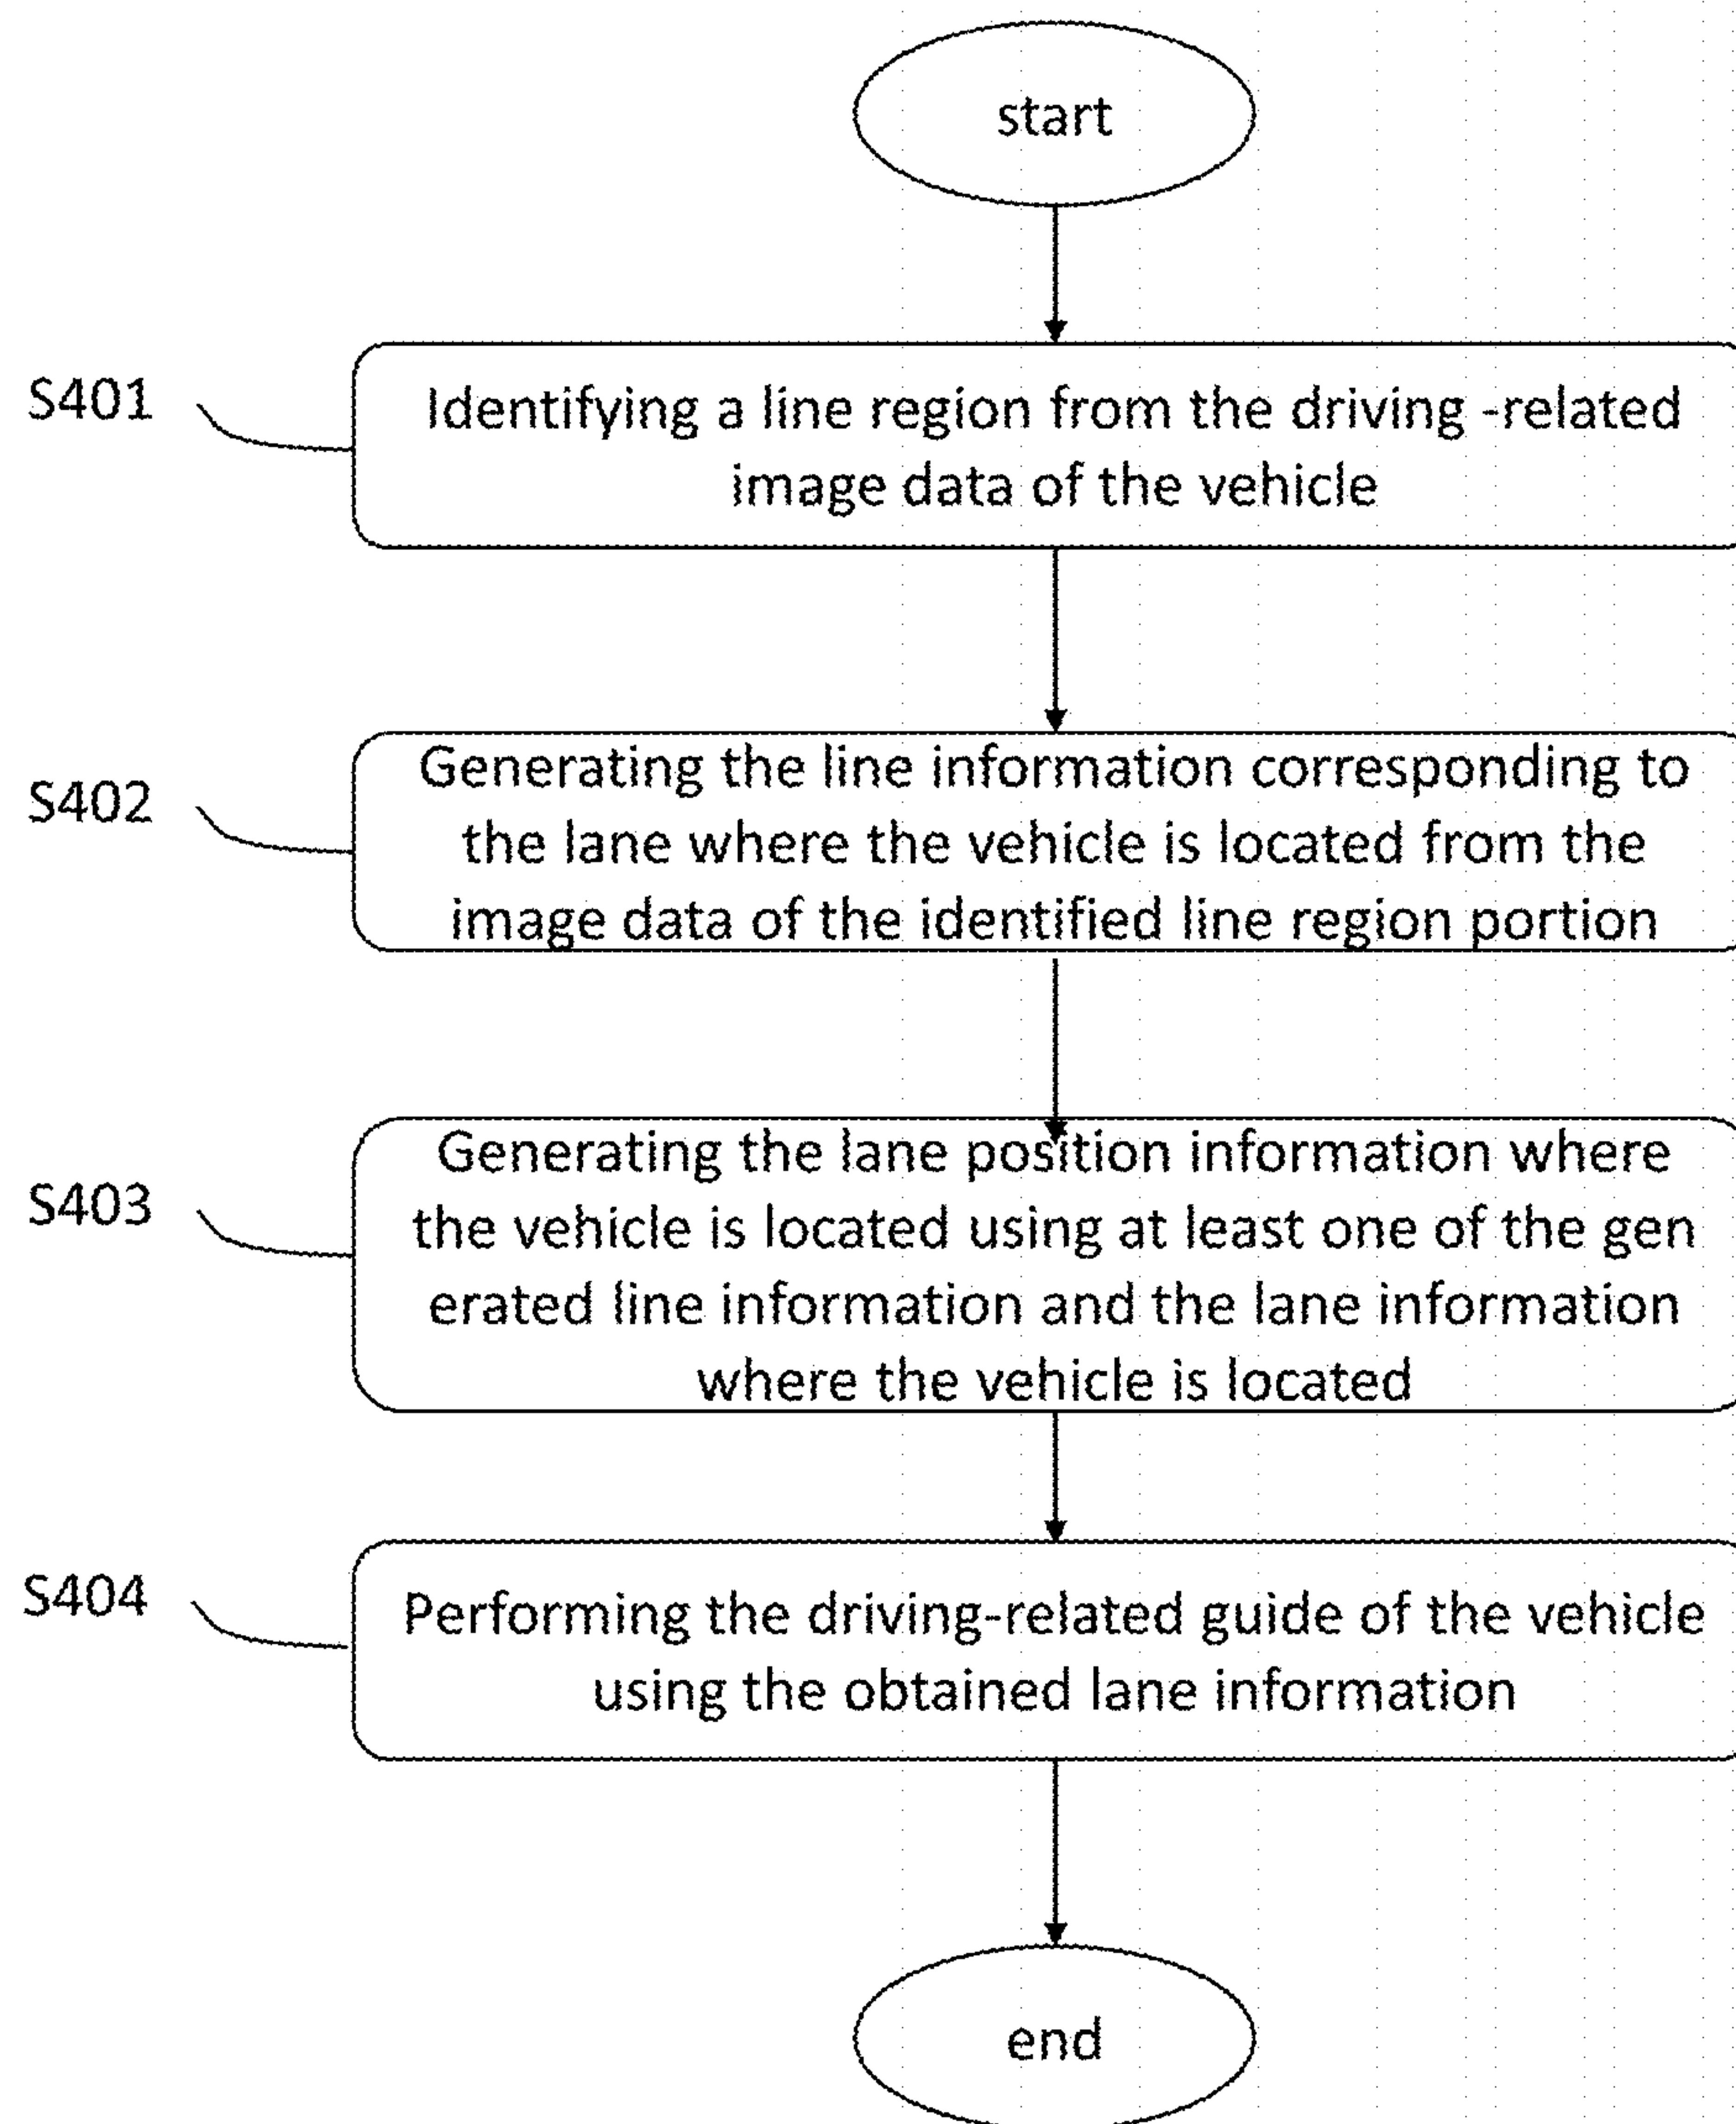 start
S401
Identifying a line region from the driving -related
image data of the vehicle
S402
Generating the line information corresponding to
the lane where the vehicle is located from the
image data of the identified line region portion
S403
Generating the lane position information where
the vehicle is located using at least one of the gen
erated line information and the lane information
where the vehicle is located
S404
Performing the driving-related guide of the vehicle
using the obtained lane information
end